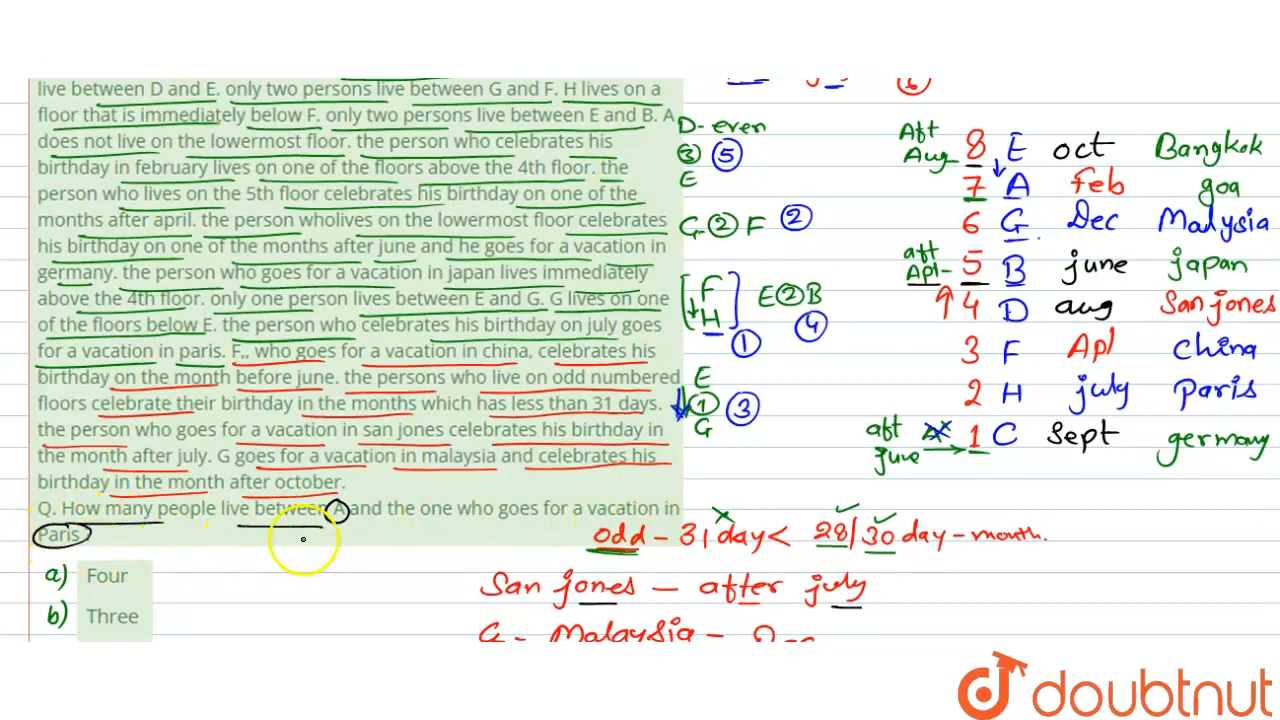 live between D and E. only two persons live between G and F. H lives on a
floor that is immediately below F. only two persons live between E and B. A
does not live on the lowermost floor. the person who celebrates his
birthday in february lives on one of the floors above the 4th floor. the
person who lives on the 5th floor celebrates his birthday on one of the
months after april. the person wholives on the lowermost floor celebrates
his birthday on one of the months after june and he goes for a vacation in
germany. the person who goes for a vacation in japan lives immediately
above the 4th floor. only one person lives between E and G. G lives on one
of the floors below E. the person who celebrates his birthday on july goes
for a vacation in paris. F,, who goes for a vacation in china, celebrates his
birthday on the month before june. the persons who live on odd numbered
floors celebrate their birthday in the months which has less than 31 days.
the person who goes for a vacation in san jones celebrates his birthday in
the month after july. G goes for a vacation in malaysia and celebrates his
birthday in the month after october.
Q. How many people live between A and the one who goes for a vacation in
Paris
a) Four
b) Three
6
D- even
3 5
E
G- 2 F 2
F
H
E 2 B
4
1
E
1 3
G
Aft
Aug 8 E oct Bangkok
7 A Feb goa
6 G Dec Malysia
aft
Apl- 5 B june japan
4 D aug San jones
3 F Apl China
2 H july Paris
aft
june A x 1 C Sept germany
odd - 31 day < 28/30 day - month.
San jones - after july
G - Malaysia -
doubtnut